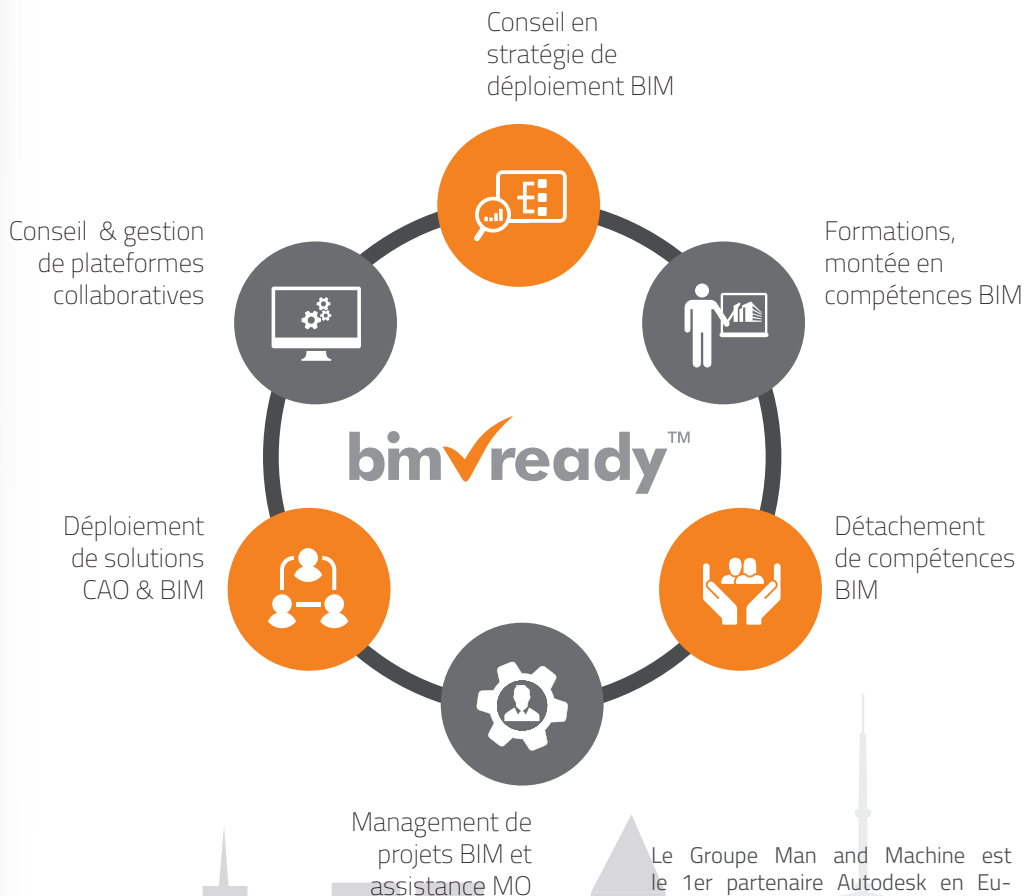 Conseil en
stratégie de
déploiement BIM
Conseil & gestion
de plateformes
collaboratives
Formations,
montée en
compétences BIM
bim ready™
Déploiement
de solutions
CAO & BIM
Détachement
de compétences
BIM
Management de
projets BIM et
assistance MO
Le Groupe Man and Machine est
le 1er partenaire Autodesk en Eu-